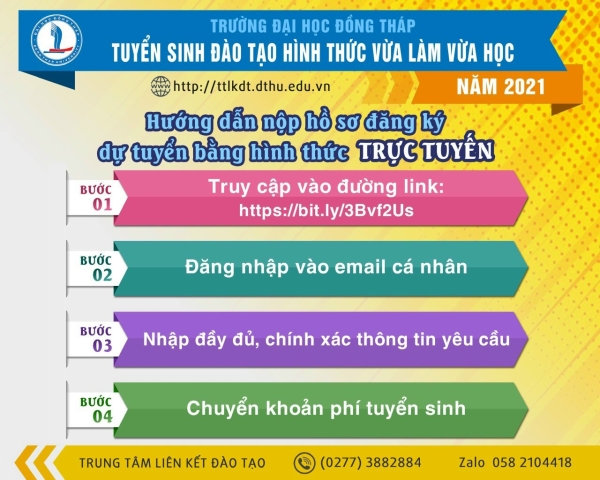 TRƯỜNG ĐẠI HỌC ĐỒNG THÁP
TUYỂN SINH ĐÀO TẠO HÌNH THỨC VỪA LÀM VỪA HỌC
http://ttlkdt.dthu.edu.vn
NĂM 2021
Hướng dẫn nộp hồ sơ đăng ký
dự tuyển bằng hình thức TRỰC TUYẾN
BƯỚC
01
Truy cập vào đường link:
https://bit.ly/3Bvf2Us
BƯỚC
02
Đăng nhập vào email cá nhân
BƯỚC
03
Nhập đầy đủ, chính xác thông tin yêu cầu
BƯỚC
04
Chuyển khoản phí tuyển sinh
TRUNG TÂM LIÊN KẾT ĐÀO TẠO
(0277) 3882884
Zalo 058 2104418